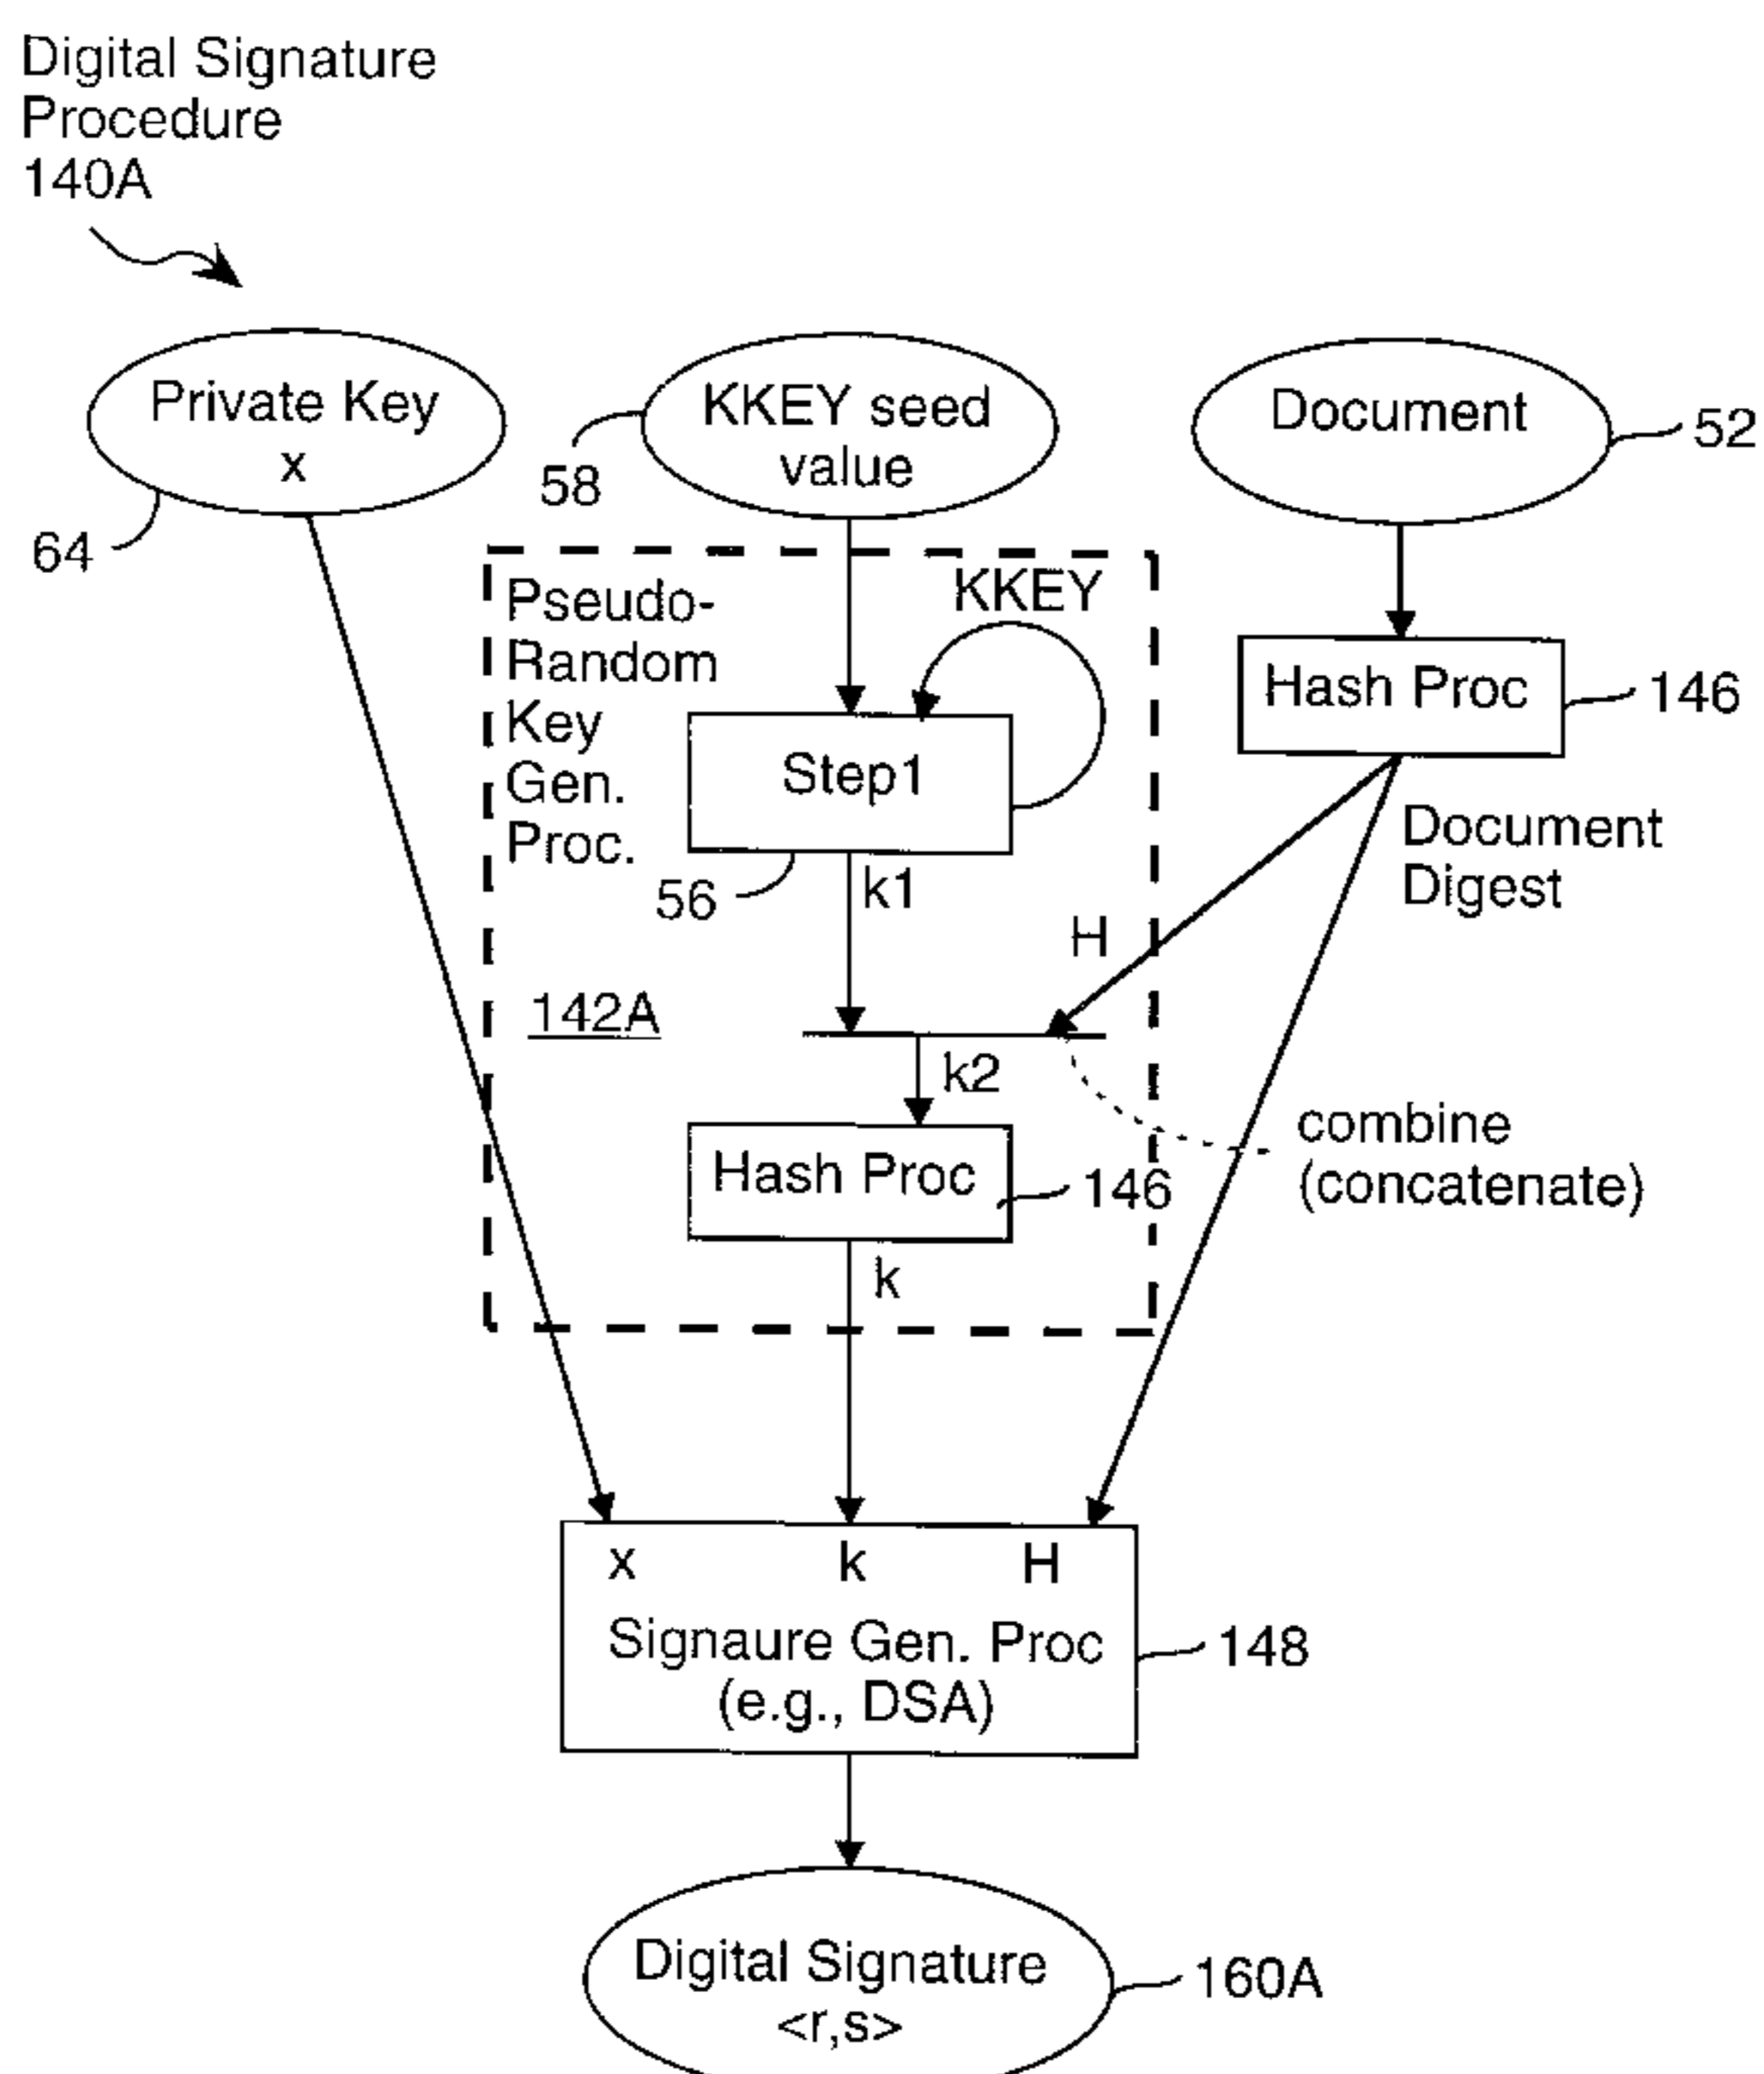 Digital Signature
Procedure
140A
Private Key
x
64
KKEY seed
value
58
Document
52
Pseudo-
Random
Key
Gen.
Proc.
KKEY
Step1
56
k1
Hash Proc
146
Document
Digest
H
142A
k2
combine
(concatenate)
Hash Proc
146
k
x k H
Signaure Gen. Proc
(e.g., DSA)
148
Digital Signature
<r,s>
160A